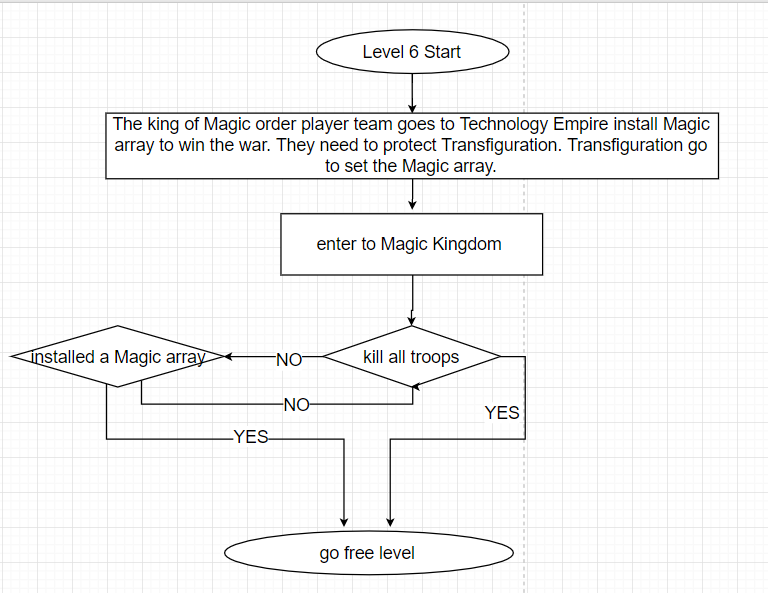 Level 6 Start
The king of Magic order player team goes to Technology Empire install Magic
array to win the war. They need to protect Transfiguration. Transfiguration go
to set the Magic array.
enter to Magic Kingdom
installed a Magic array
NO
kill all troops
NO
YES
YES
go free level